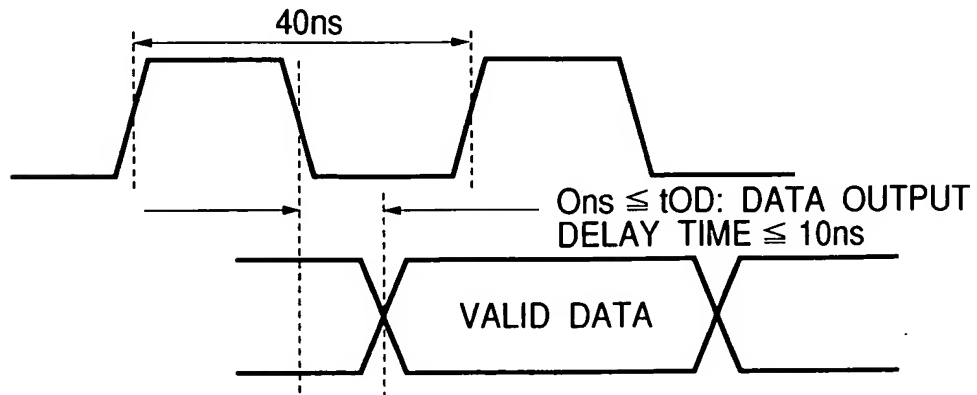 40ns
0ns ≦ tOD: DATA OUTPUT
DELAY TIME ≦ 10ns
VALID DATA